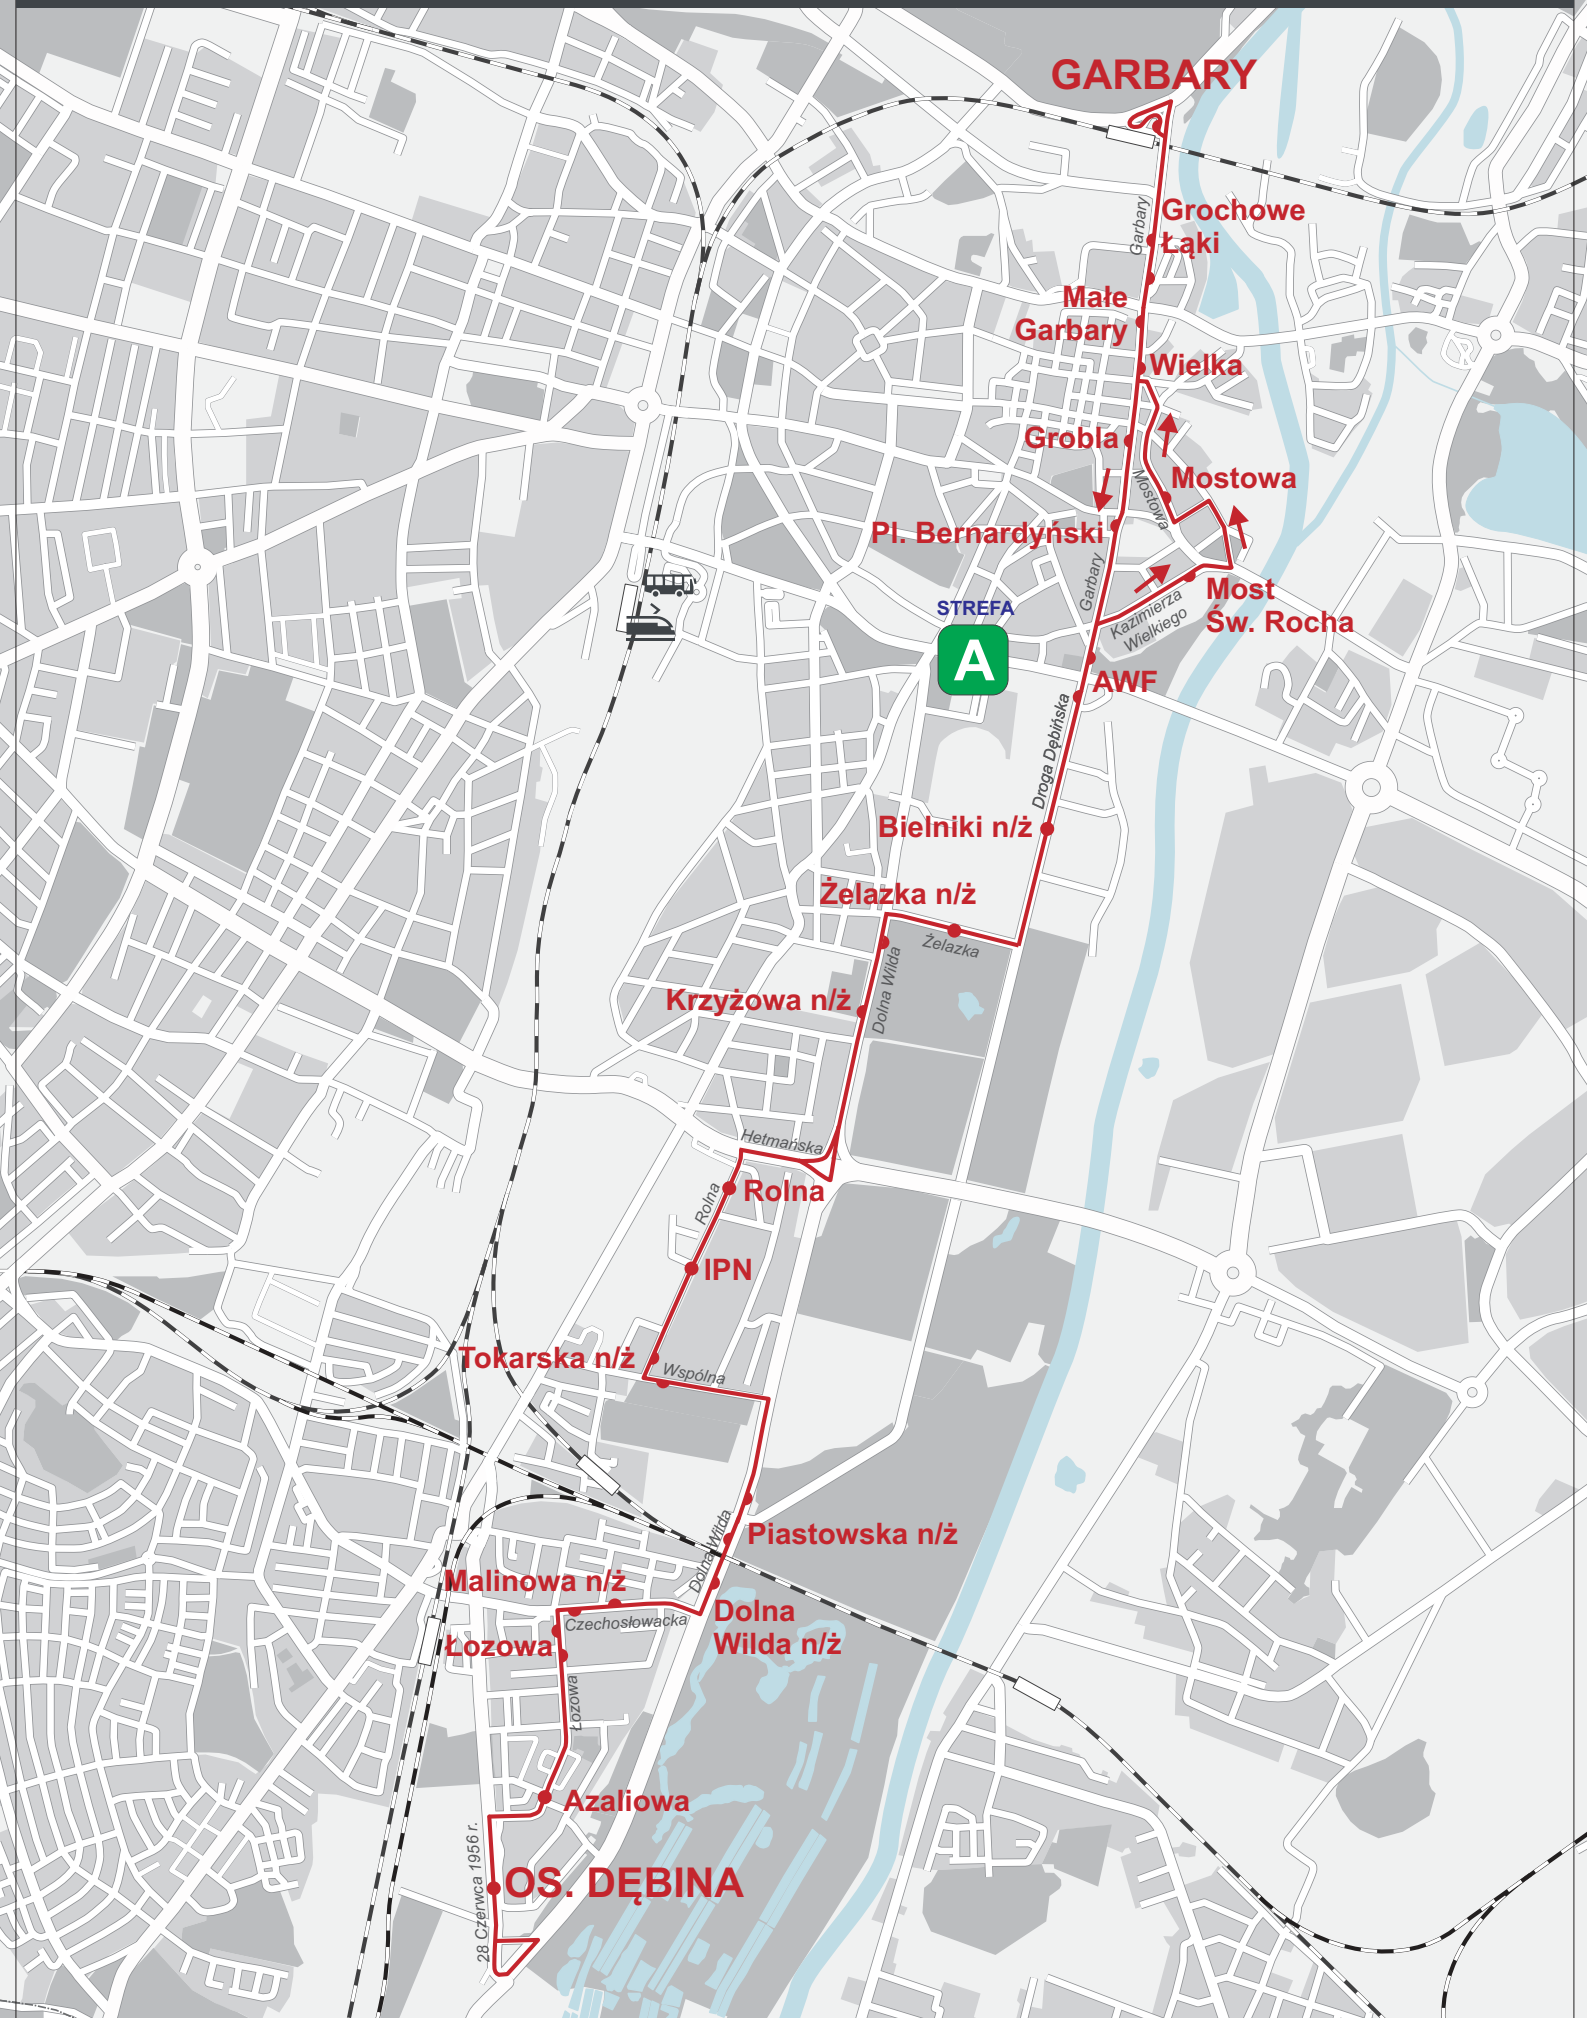 GARBARY
Garbary
Grochowe
Łąki
Małe
Garbary
Wielka
Grobla
Mostowa
Mostowa
Pl. Bernardyński
Garbary
Most
Św. Rocha
Kazimierza
Wielkiego
STREFA
A
AWF
Droga Dębińska
Bielniki n/ż
Żelazka n/ż
Żelazka
Dolna Wilda
Krzyżowa n/ż
Hetmańska
Rolna
Rolna
IPN
Tokarska n/ż
Wspólna
Dolna Wilda
Piastowska n/ż
Malinowa n/ż
Dolna
Wilda n/ż
Czechosłowacka
Łozowa
Łozowa
Azaliowa
28 Czerwca 1956 r.
OS. DĘBINA